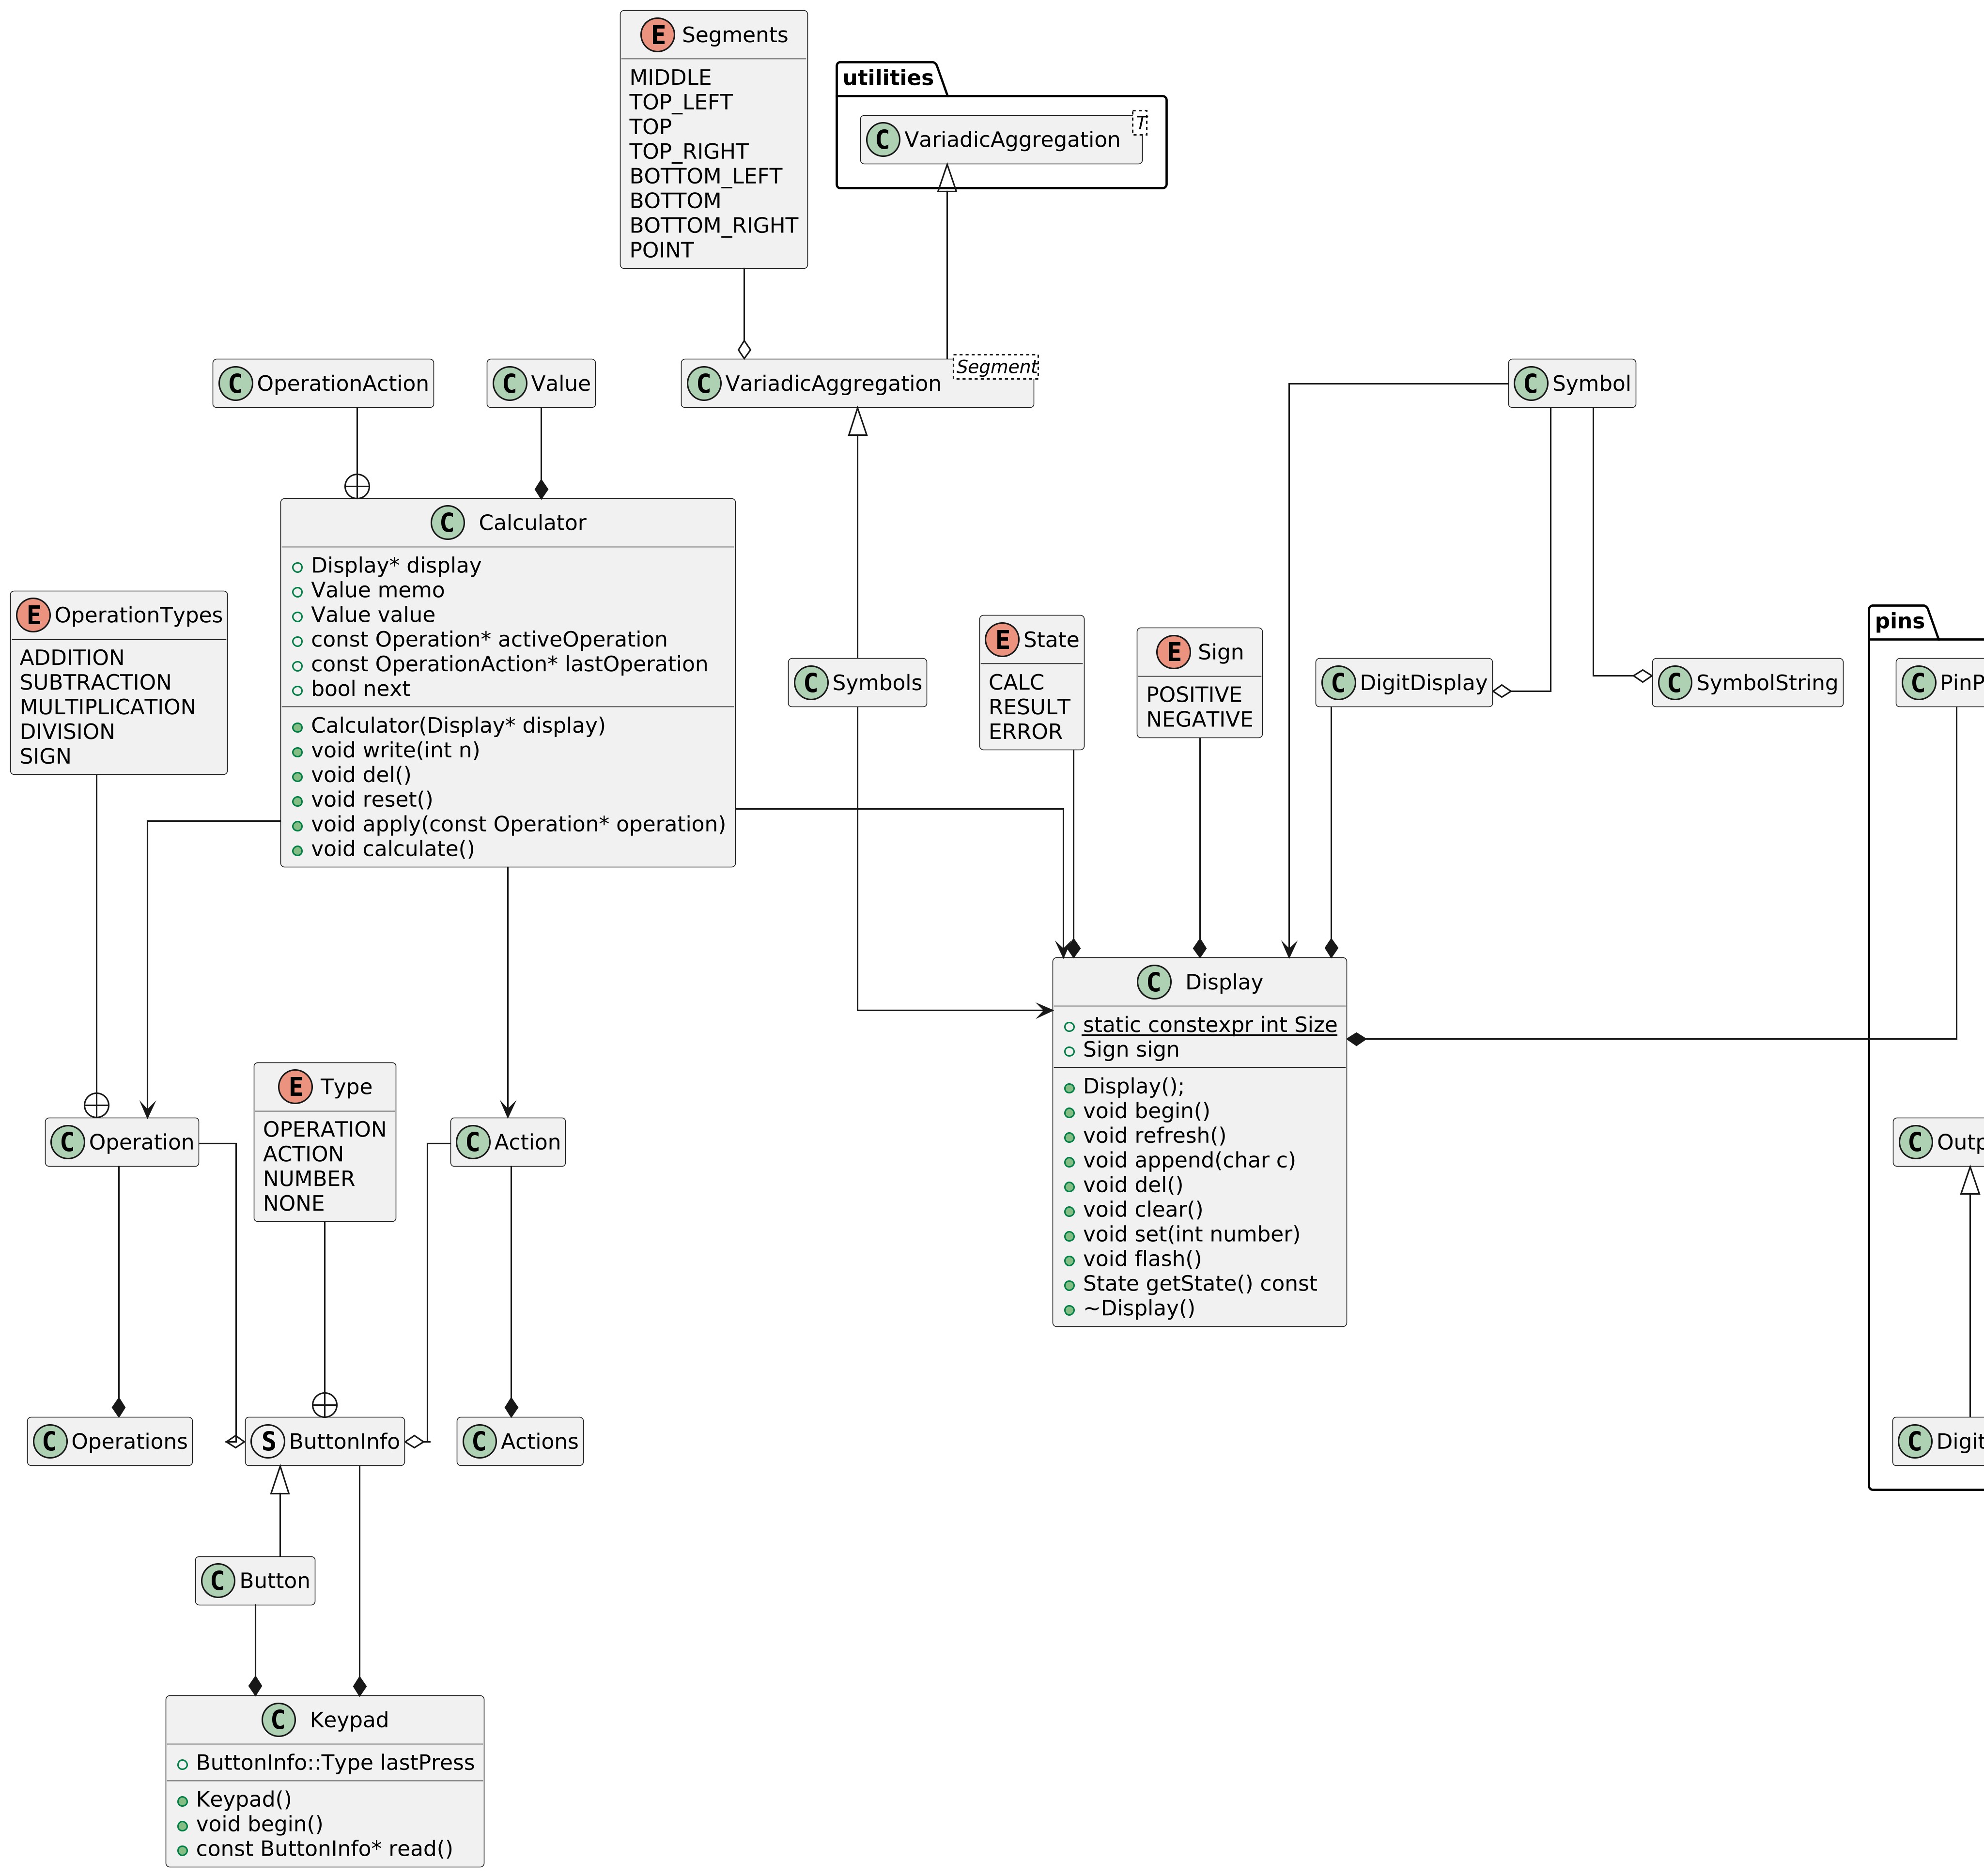 E Segments
MIDDLE
TOP_LEFT
TOP
TOP_RIGHT
BOTTOM_LEFT
BOTTOM
BOTTOM_RIGHT
POINT
utilities
C VariadicAggregation T
C OperationAction
C Value
C VariadicAggregation Segment
C Symbol
C Calculator
Display* display
Value memo
Value value
const Operation* activeOperation
const OperationAction* lastOperation
bool next
Calculator(Display* display)
void write(int n)
void del()
void reset()
void apply(const Operation* operation)
void calculate()
E OperationTypes
ADDITION
SUBTRACTION
MULTIPLICATION
DIVISION
SIGN
C Symbols
E State
CALC
RESULT
ERROR
E Sign
POSITIVE
NEGATIVE
C DigitDisplay
C SymbolString
pins
C PinP
C Display
static constexpr int Size
Sign sign
Display();
void begin()
void refresh()
void append(char c)
void del()
void clear()
void set(int number)
void flash()
State getState() const
~Display()
C Operation
E Type
OPERATION
ACTION
NUMBER
NONE
C Action
C Outp
C Operations
S ButtonInfo
C Actions
C Digit
C Button
C Keypad
ButtonInfo::Type lastPress
Keypad()
void begin()
const ButtonInfo* read()